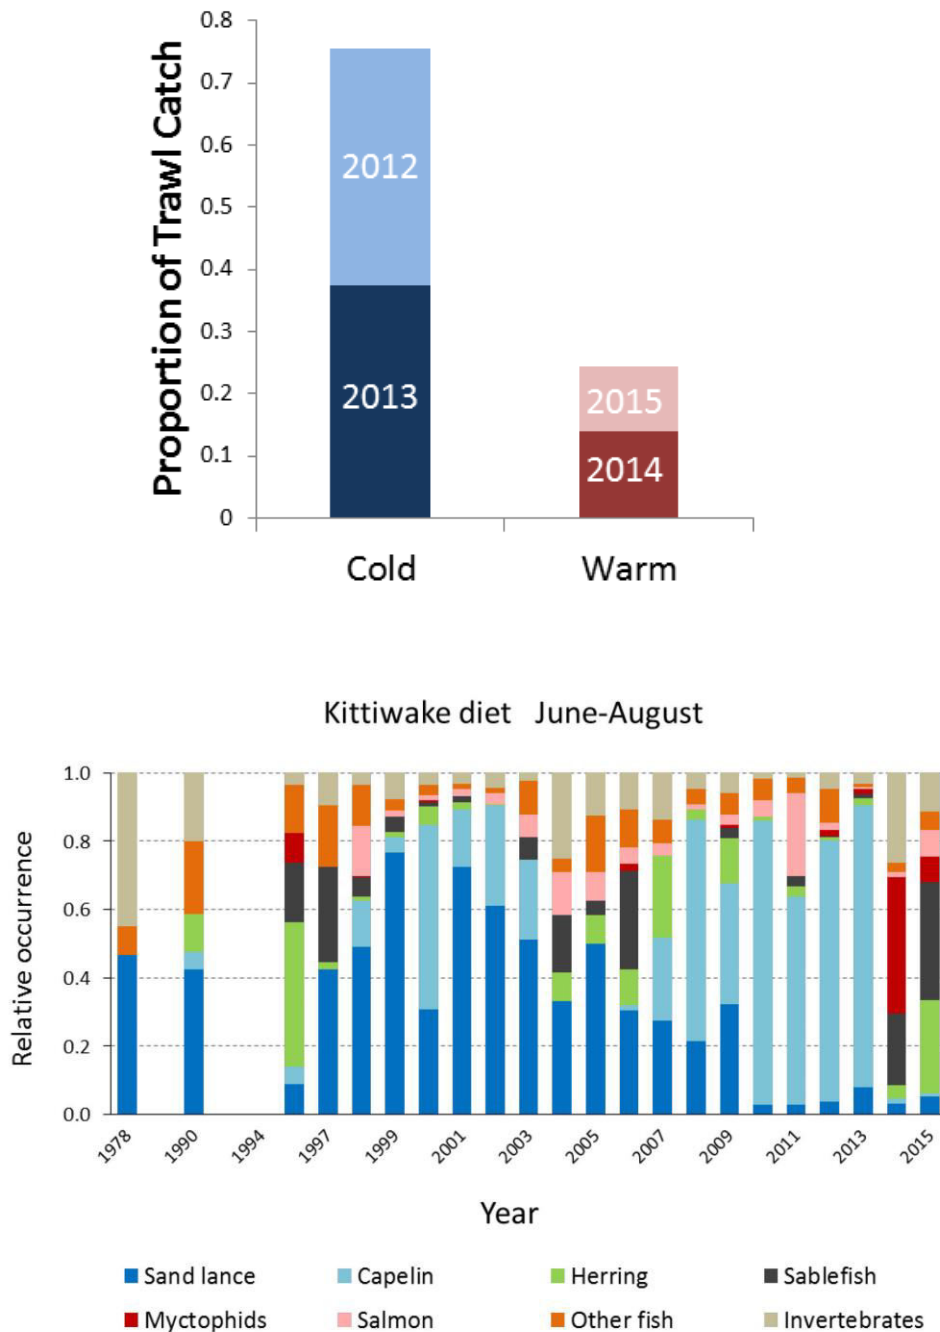 Proportion of Trawl Catch
0.8
0.7
0.6
0.5
0.4
0.3
0.2
0.1
0
2012
2013
2015
2014
Cold Warm
Kittiwake diet June-August
Relative occurrence
1.0
0.8
0.6
0.4
0.2
0.0
1978 1990 1994 1997 1999 2001 2003 2005 2007 2009 2011 2013 2015
Year
Sand lance Capelin Herring Sablefish
Myctophids Salmon Other fish Invertebrates